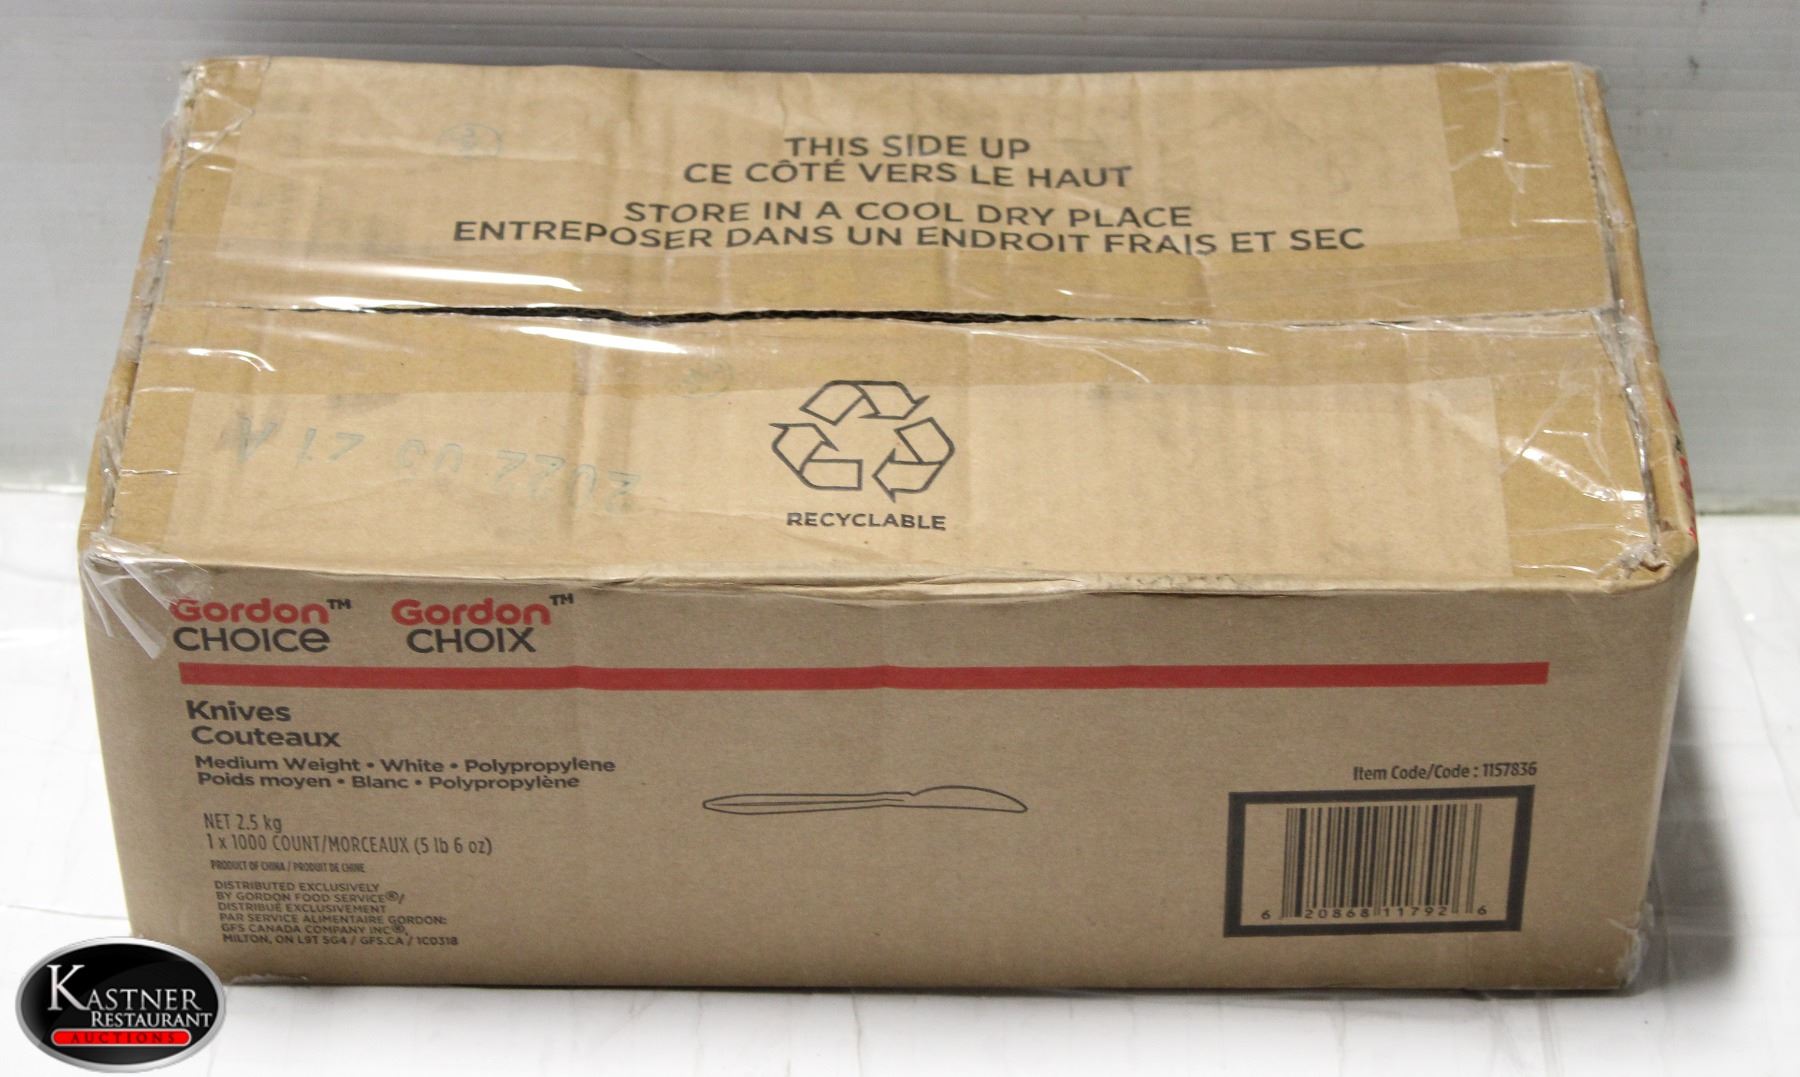 THIS SIDE UP
CE CÔTÉ VERS LE HAUT
STORE IN A COOL DRY PLACE
ENTREPOSER DANS UN ENDROIT FRAIS ET SEC
RECYCLABLE
Gordon™ Gordon™
CHOICe CHOIX
Knives
Couteaux
Medium Weight • White • Polypropylene
Poids moyen • Blanc • Polypropylène
NET 2.5 kg
1 x 1000 COUNT/MORCEAUX (5 lb 6 oz)
PRODUCT OF CHINA / PRODUIT DE CHINE
DISTRIBUTED EXCLUSIVELY
BY GORDON FOOD SERVICE®/
DISTRIBUÉ EXCLUSIVEMENT
PAR SERVICE ALIMENTAIRE GORDON:
GFS CANADA COMPANY INC®,
MILTON, ON L9T 5G4 / GFS.CA / 1C0318
Item Code/Code : 1157836
6 20868 11792 6
KASTNER
RESTAURANT
AUCTIONS